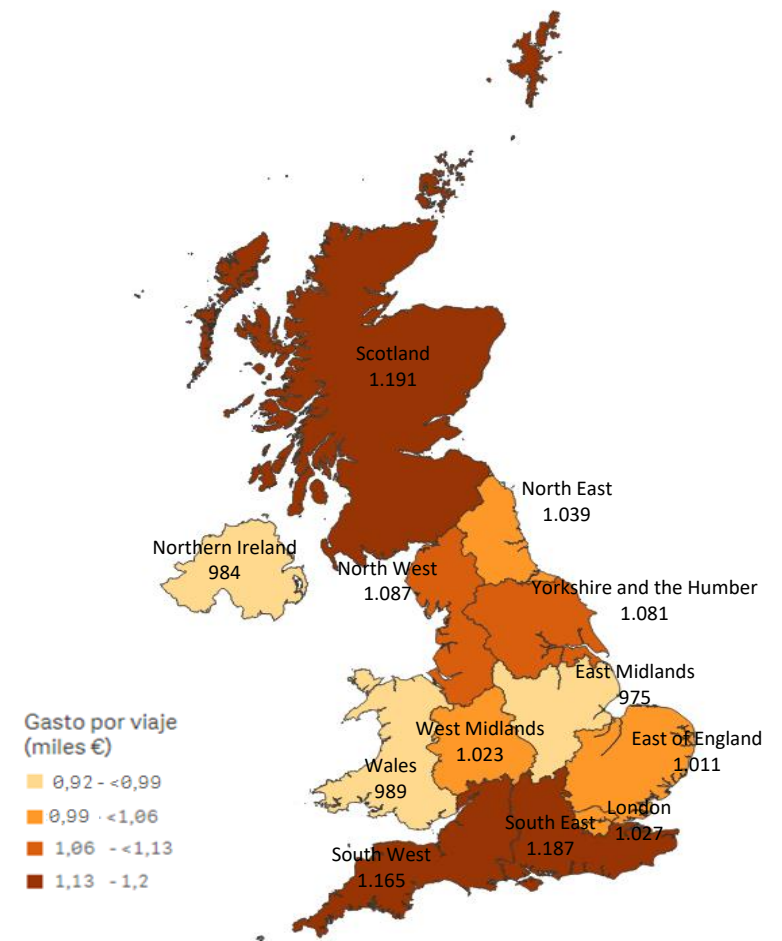 Scotland
1.191
North East
1.039
Northern Ireland
984
North West
1.087
Yorkshire and the Humber
1.081
East Midlands
975
West Midlands
1.023
East of England
1.011
Wales
989
London
1.027
South East
1.187
South West
1.165
Gasto por viaje
(miles €)
0,92 - <0,99
0,99 - <1,06
1,06 - <1,13
1,13 - 1,2